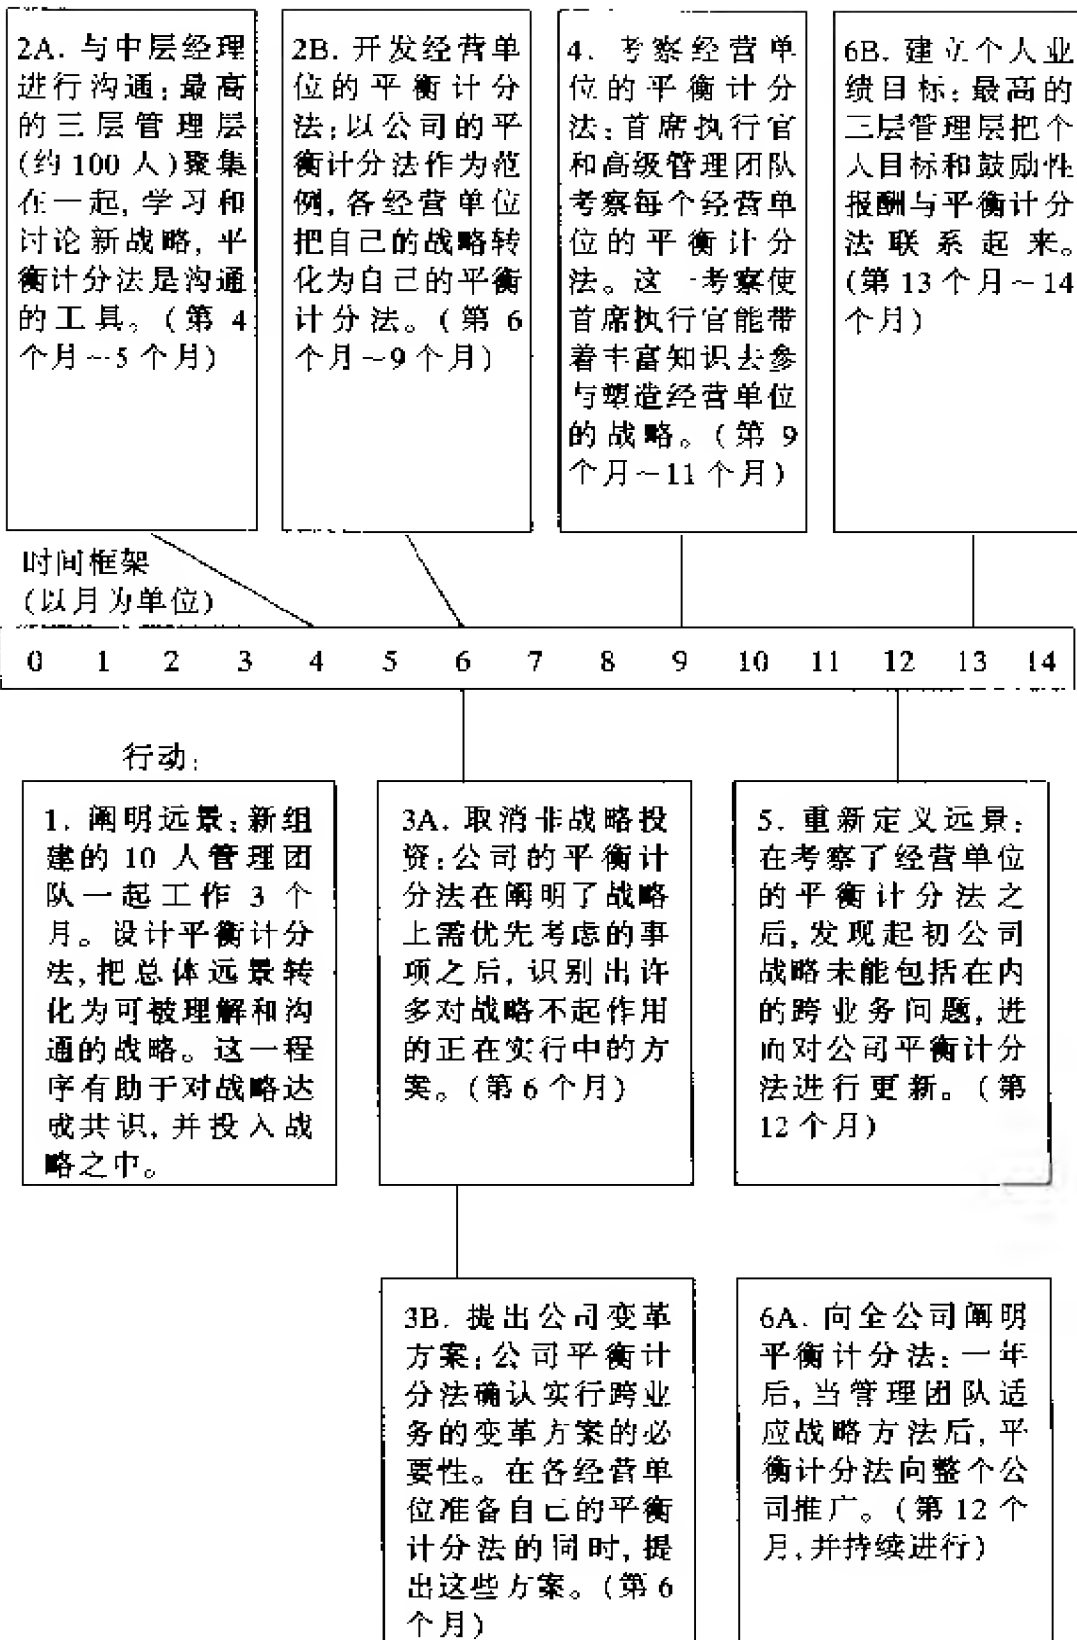 2A. 与中层经理
进行沟通:最高
的三层管理层
(约 100 人)聚集
在一起,学习和
讨论新战略,平
衡计分法是沟通
的工具。(第 4
个月~5 个月)
2B. 开发经营单
位的平衡计分
法;以公司的平
衡计分法作为范
例,各经营单位
把自己的战略转
化为自己的平衡
计分法。(第 6
个月~9 个月)
4. 考察经营单
位的平衡计分
法:首席执行官
和高级管理团队
考察每个经营单
位的平衡计分
法。这一考察使
首席执行官能带
着丰富知识去参
与塑造经营单位
的战略。(第 9
个月~11 个月)
6B. 建立个人业
绩目标:最高的
三层管理层把个
人目标和鼓励性
报酬与平衡计分
法联系起来。
(第 13 个月~14
个月)
时间框架
(以月为单位)
0 1 2 3 4 5 6 7 8 9 10 11 12 13 14
行动:
1. 阐明远景:新组
建的 10 人管理团
队一起工作 3 个
月。设计平衡计分
法,把总体远景转
化为可被理解和沟
通的战略。这一程
序有助于对战略达
成共识,并投入战
略之中。
3A. 取消非战略投
资:公司的平衡计
分法在阐明了战略
上需优先考虑的事
项之后,识别出许
多对战略不起作用
的正在实行中的方
案。(第 6 个月)
5. 重新定义远景:
在考察了经营单位
的平衡计分法之
后,发现起初公司
战略未能包括在内
的跨业务问题,进
而对公司平衡计分
法进行更新。(第
12 个月)
3B. 提出公司变革
方案:公司平衡计
分法确认实行跨业
务的变革方案的必
要性。在各经营单
位准备自己的平衡
计分法的同时,提
出这些方案。(第 6
个月)
6A. 向全公司阐明
平衡计分法:一年
后,当管理团队适
应战略方法后,平
衡计分法向整个公
司推广。(第 12 个
月,并持续进行)